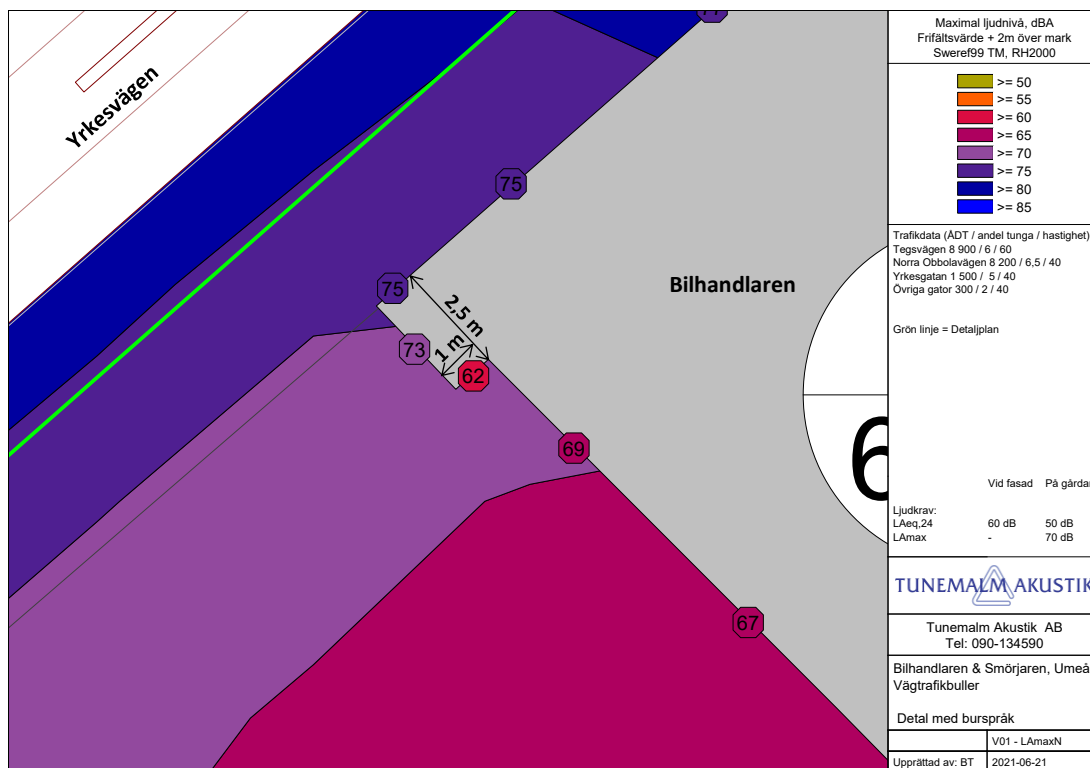 Yrkesvägen
75
75
2,5 m
1 m
73
62
69
67
Bilhandlaren
6
Maximal ljudnivå, dBA
Frifältsvärde + 2m över mark
Sweref99 TM, RH2000
>= 50
>= 55
>= 60
>= 65
>= 70
>= 75
>= 80
>= 85
Trafikdata (ÅDT / andel tunga / hastighet)
Tegsvägen 8 900 / 6 / 60
Norra Obbolavägen 8 200 / 6,5 / 40
Yrkesgatan 1 500 / 5 / 40
Övriga gator 300 / 2 / 40
Grön linje = Detaljplan
Vid fasad På gårdar
Ljudkrav:
LAeq,24 60 dB 50 dB
LAmax - 70 dB
TUNEMALM AKUSTIK
Tunemalm Akustik AB
Tel: 090-134590
Bilhandlaren & Smörjaren, Umeå
Vägtrafikbuller
Detal med burspråk
V01 - LAmaxN
Upprättad av: BT 2021-06-21